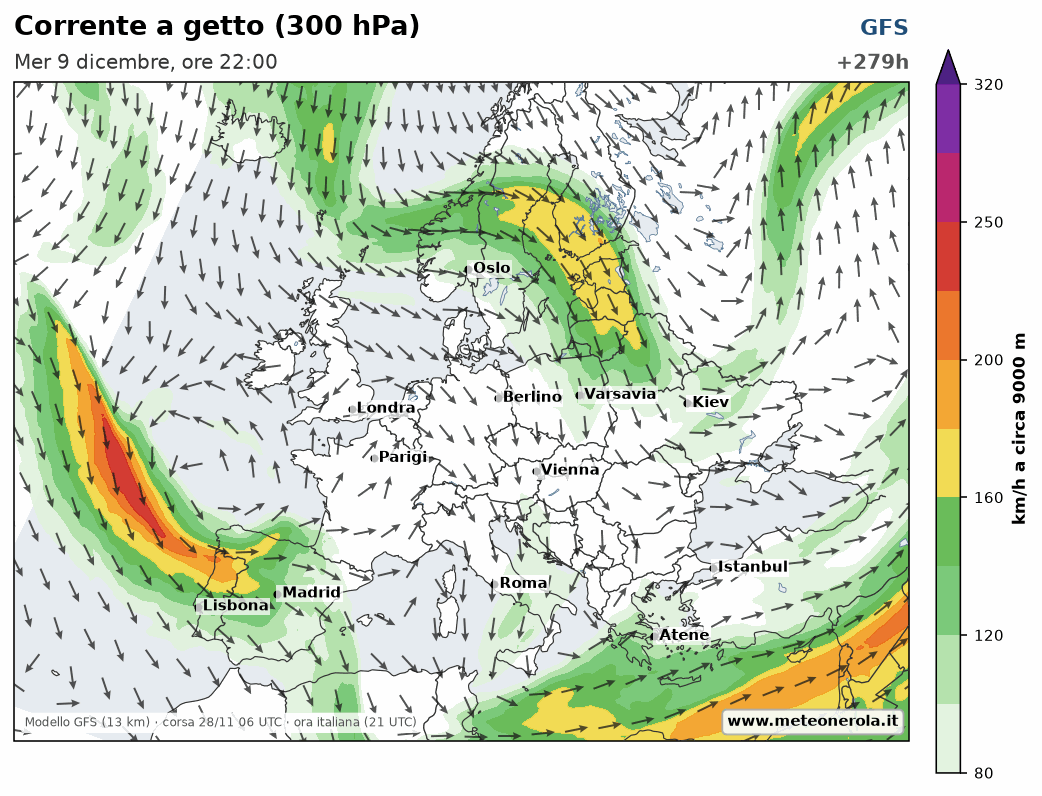 Corrente a getto (300 hPa)
GFS
Mer 9 dicembre, ore 22:00
+279h
320
250
200
160
120
80
km/h a circa 9000 m
Oslo
Berlino
Varsavia
Kiev
Londra
Parigi
Vienna
Istanbul
Roma
Madrid
Lisbona
Atene
Modello GFS (13 km) · corsa 28/11 06 UTC · ora italiana (21 UTC)
www.meteonerola.it